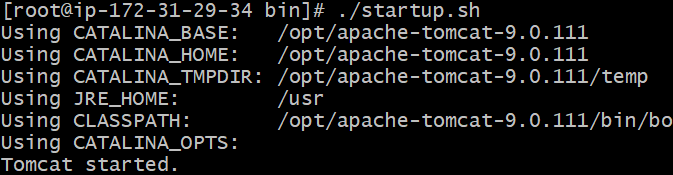 [root@ip-172-31-29-34 bin]# ./startup.sh
Using CATALINA_BASE:   /opt/apache-tomcat-9.0.111
Using CATALINA_HOME:   /opt/apache-tomcat-9.0.111
Using CATALINA_TMPDIR: /opt/apache-tomcat-9.0.111/temp
Using JRE_HOME:        /usr
Using CLASSPATH:       /opt/apache-tomcat-9.0.111/bin/bo
Using CATALINA_OPTS:
Tomcat started.